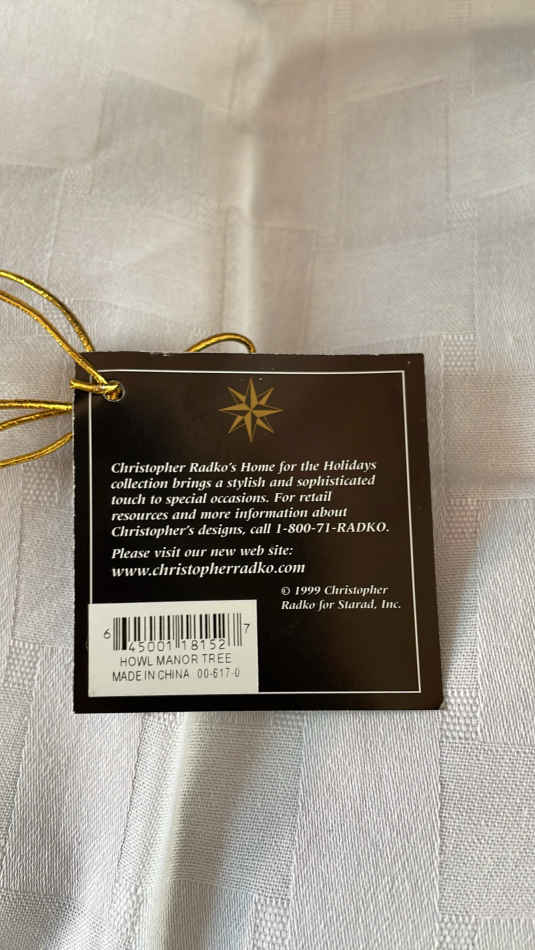 Christopher Radko's Home for the Holidays
collection brings a stylish and sophisticated
touch to special occasions. For retail
resources and more information about
Christopher's designs, call 1-800-71-RADKO.
Please visit our new web site:
www.christopherradko.com
© 1999 Christopher
Radko for Starad, Inc.
6 45001 18152 7
HOWL MANOR TREE
MADE IN CHINA 00-617-0